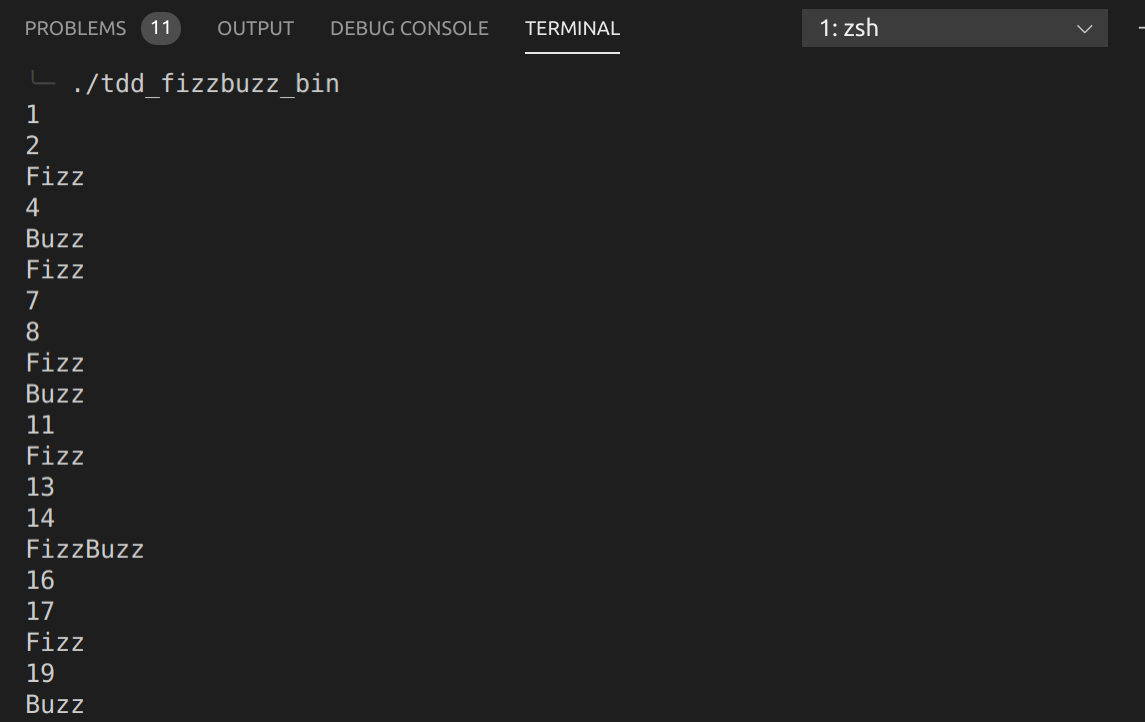 PROBLEMS 11 OUTPUT DEBUG CONSOLE TERMINAL 1: zsh
./tdd_fizzbuzz_bin
1
2
Fizz
4
Buzz
Fizz
7
8
Fizz
Buzz
11
Fizz
13
14
FizzBuzz
16
17
Fizz
19
Buzz